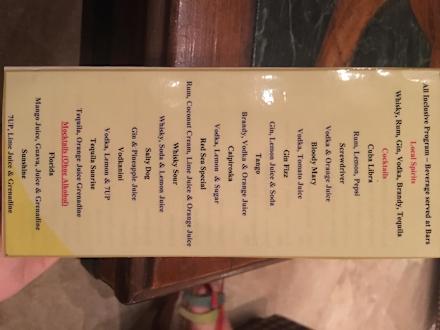 All Inclusive Program – Beverage served at Bars
Local Spirits
Whisky, Rum, Gin, Vodka, Brandy, Tequila
Cocktails
Cuba Libra
Rum, Lemon, Pepsi
Screwdriver
Vodka & Orange Juice
Bloody Mary
Vodka, Tomato Juice
Gin Fizz
Gin, Lemon Juice & Soda
Tango
Brandy, Vodka & Orange Juice
Caipiroska
Vodka, Lemon & Sugar
Red Sea Special
Rum, Coconut Cream, Lime Juice & Orange Juice
Whisky Sour
Whisky, Soda & Lemon Juice
Salty Dog
Gin & Pineapple Juice
Vodkanini
Vodka, Lemon & 7UP
Tequila Sunrise
Tequila, Orange Juice Grenadine
Mocktails (Ohne Alkohol)
Florida
Mango Juice, Guava, Juice & Grenadine
Sunshine
7UP, Lime Juice & Grenadine